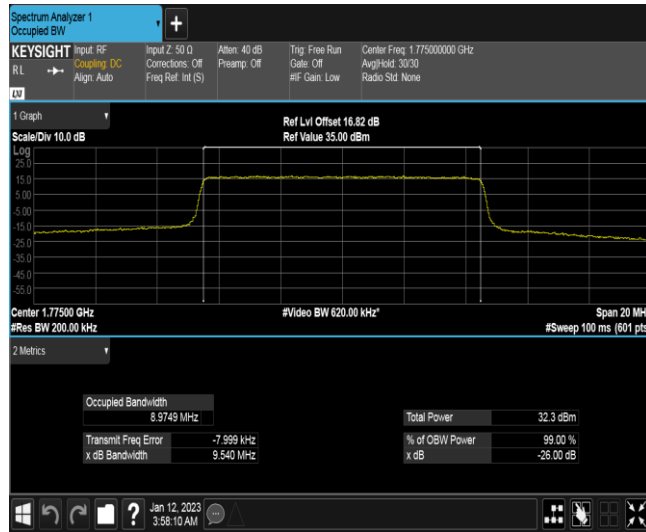 Spectrum Analyzer 1
Occupied BW
+
KEYSIGHT
RL
LXI
Input: RF
Coupling: DC
Align: Auto
Input Z: 50 Ω
Corrections: Off
Freq Ref: Int (S)
Atten: 40 dB
Preamp: Off
Trig: Free Run
Gate: Off
#IF Gain: Low
Center Freq: 1.775000000 GHz
Avg|Hold: 30/30
Radio Std: None
1 Graph
Scale/Div 10.0 dB
Ref Lvl Offset 16.82 dB
Ref Value 35.00 dBm
Log
25.0
15.0
5.00
-5.00
-15.0
-25.0
-35.0
-45.0
-55.0
Center 1.77500 GHz
#Res BW 200.00 kHz
#Video BW 620.00 kHz*
Span 20 MH
#Sweep 100 ms (601 pts
2 Metrics
Occupied Bandwidth
8.9749 MHz
Transmit Freq Error -7.999 kHz
x dB Bandwidth 9.540 MHz
Total Power 32.3 dBm
% of OBW Power 99.00 %
x dB -26.00 dB
?
Jan 12, 2023
3:58:10 AM